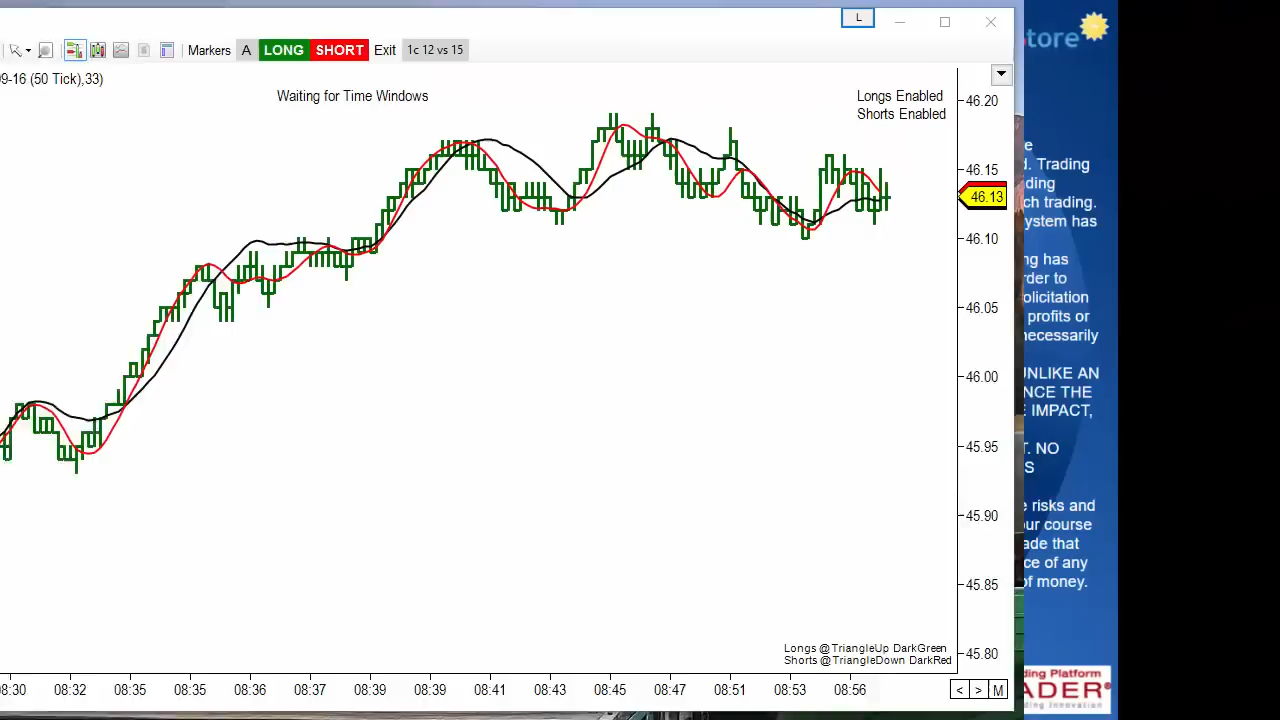 L
Markers A LONG SHORT Exit 1c 12 vs 15
9-16 (50 Tick),33)
Waiting for Time Windows
Longs Enabled
Shorts Enabled
46.20
46.15
46.13
46.10
46.05
46.00
45.95
45.90
45.85
45.80
Longs @TriangleUp DarkGreen
Shorts @TriangleDown DarkRed
08:30 08:32 08:35 08:35 08:36 08:37 08:39 08:41 08:43 08:45 08:47 08:51 08:53 08:56
< > M
tore
e
d. Trading
ding
ch trading.
ystem has
ng has
rder to
olicitation
profits or
necessarily
UNLIKE AN
NCE THE
E IMPACT,
T. NO
S
e risks and
our course
ade that
ce of any
of money.
ding Platform
ADER®
ding Innovation